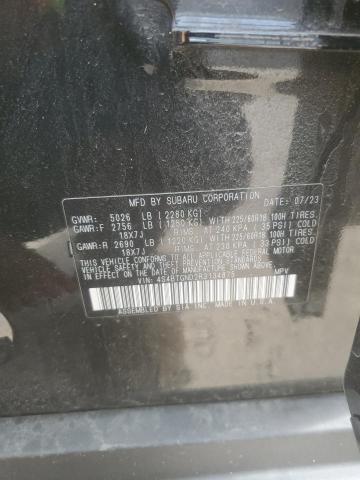 MFD BY SUBARU CORPORATION DATE: 07/23
GVWR: 5026 LB (2280 KG)
GAWR:F 2756 LB (1250 KG) WITH 225/60R18 100H TIRES.
18X7J RIMS AT 240 KPA (35 PSI) COLD
GAWR:R 2690 LB (1220 KG) WITH 225/60R18 100H TIRES.
18X7J RIMS AT 230 KPA (33 PSI) COLD
THIS VEHICLE CONFORMS TO ALL APPLICABLE FEDERAL MOTOR
VEHICLE SAFETY, BUMPER, AND THEFT
PREVENTION STANDARDS
IN EFFECT ON THE DATE OF MANUFACTURE SHOWN ABOVE.
MPV
ASSEMBLED BY SIA, INC. MADE IN U.S.A.